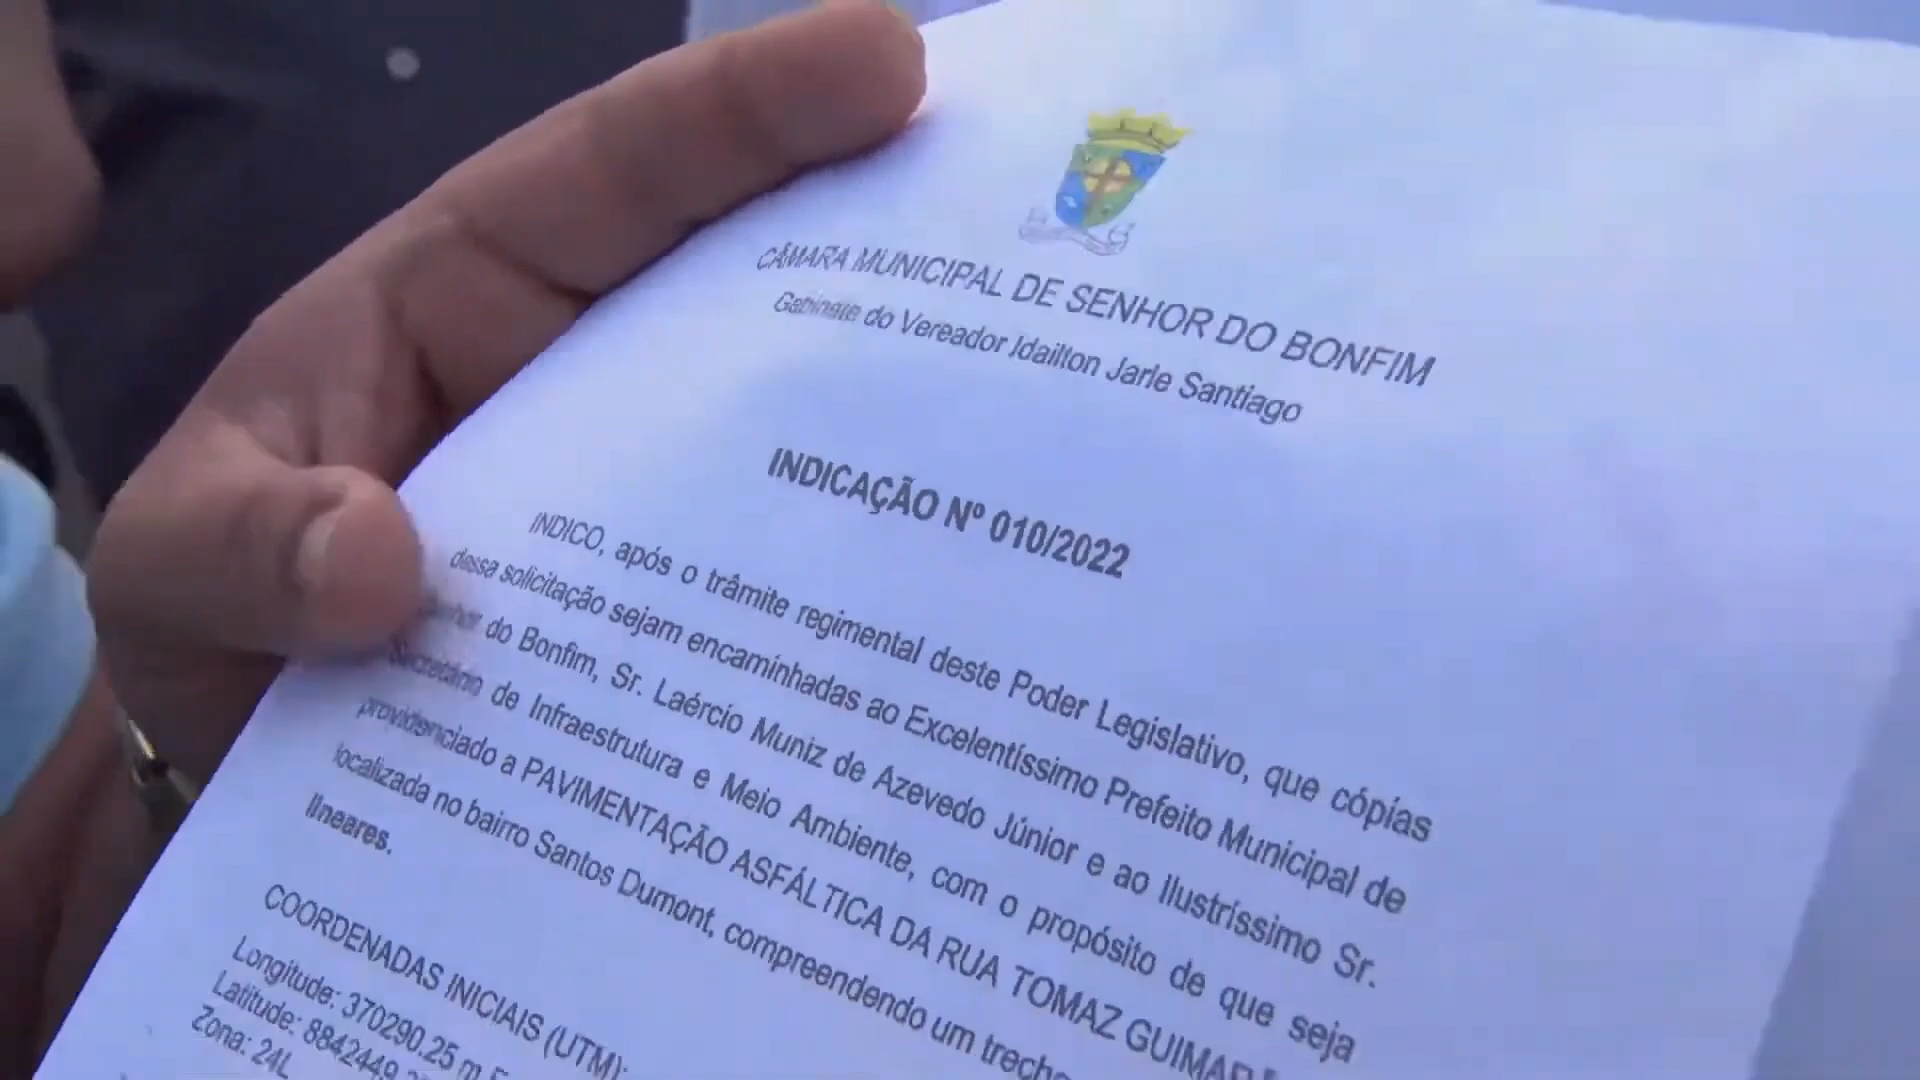 CÂMARA MUNICIPAL DE SENHOR DO BONFIM
Gabinete do Vereador Idailton Jarle Santiago
INDICAÇÃO Nº 010/2022
INDICO, após o trâmite regimental deste Poder Legislativo, que cópias
dessa solicitação sejam encaminhadas ao Excelentíssimo Prefeito Municipal de
Senhor do Bonfim, Sr. Laércio Muniz de Azevedo Júnior e ao Ilustríssimo Sr.
Secretário de Infraestrutura e Meio Ambiente, com o propósito de que seja
providenciado a PAVIMENTAÇÃO ASFÁLTICA DA RUA TOMAZ
localizada no bairro Santos Dumont, compreendendo um trecho
lineares.
COORDENADAS INICIAIS (UTM):
Longitude: 370290.25 m
Latitude: 8842449
Zona: 24L